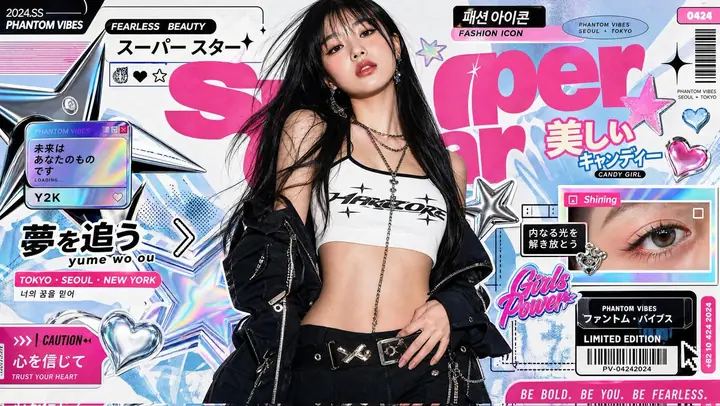 2024.SS
PHANTOM VIBES
FEARLESS BEAUTY
スーパー スター
패션 아이콘
FASHION ICON
PHANTOM VIBES
SEOUL + TOKYO
0424
PHANTOM VIBES
SEOUL + TOKYO
PHANTOM VIBES
未来は
あなたのもの
です
LOADING...
Y2K
美しい
キャンディー
CANDY GIRL
HARDCORE
Shining
内なる光を
解き放とう
夢を追う
yume wo ou
TOKYO • SEOUL • NEW YORK
너의 꿈을 믿어
Girls
Power
PHANTOM VIBES
ファントム・バイブス
LIMITED EDITION
PV-04242024
+82 10 424 2024
CAUTION
心を信じて
TRUST YOUR HEART
BE BOLD. BE YOU. BE FEARLESS.